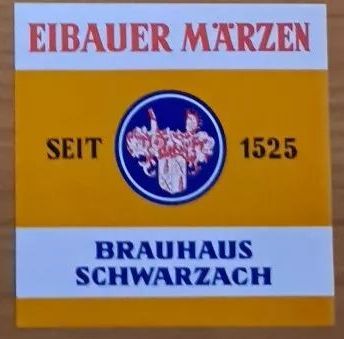 EIBAUER MÄRZEN
SEIT 1525
BRAUHAUS
SCHWARZACH